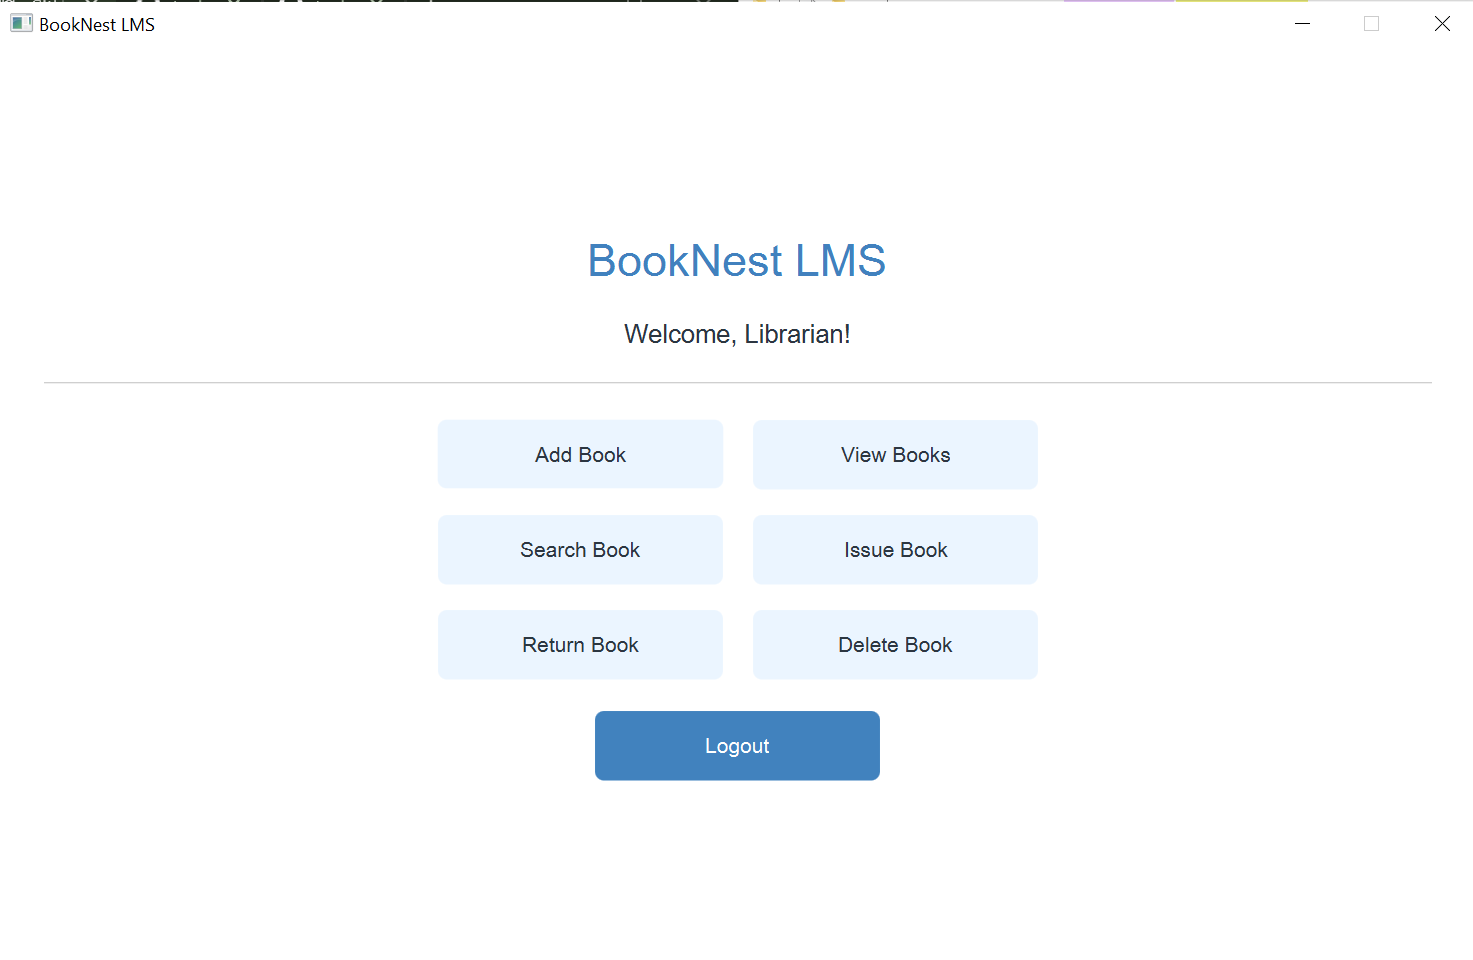 BookNest LMS
BookNest LMS
Welcome, Librarian!
Add Book
View Books
Search Book
Issue Book
Return Book
Delete Book
Logout